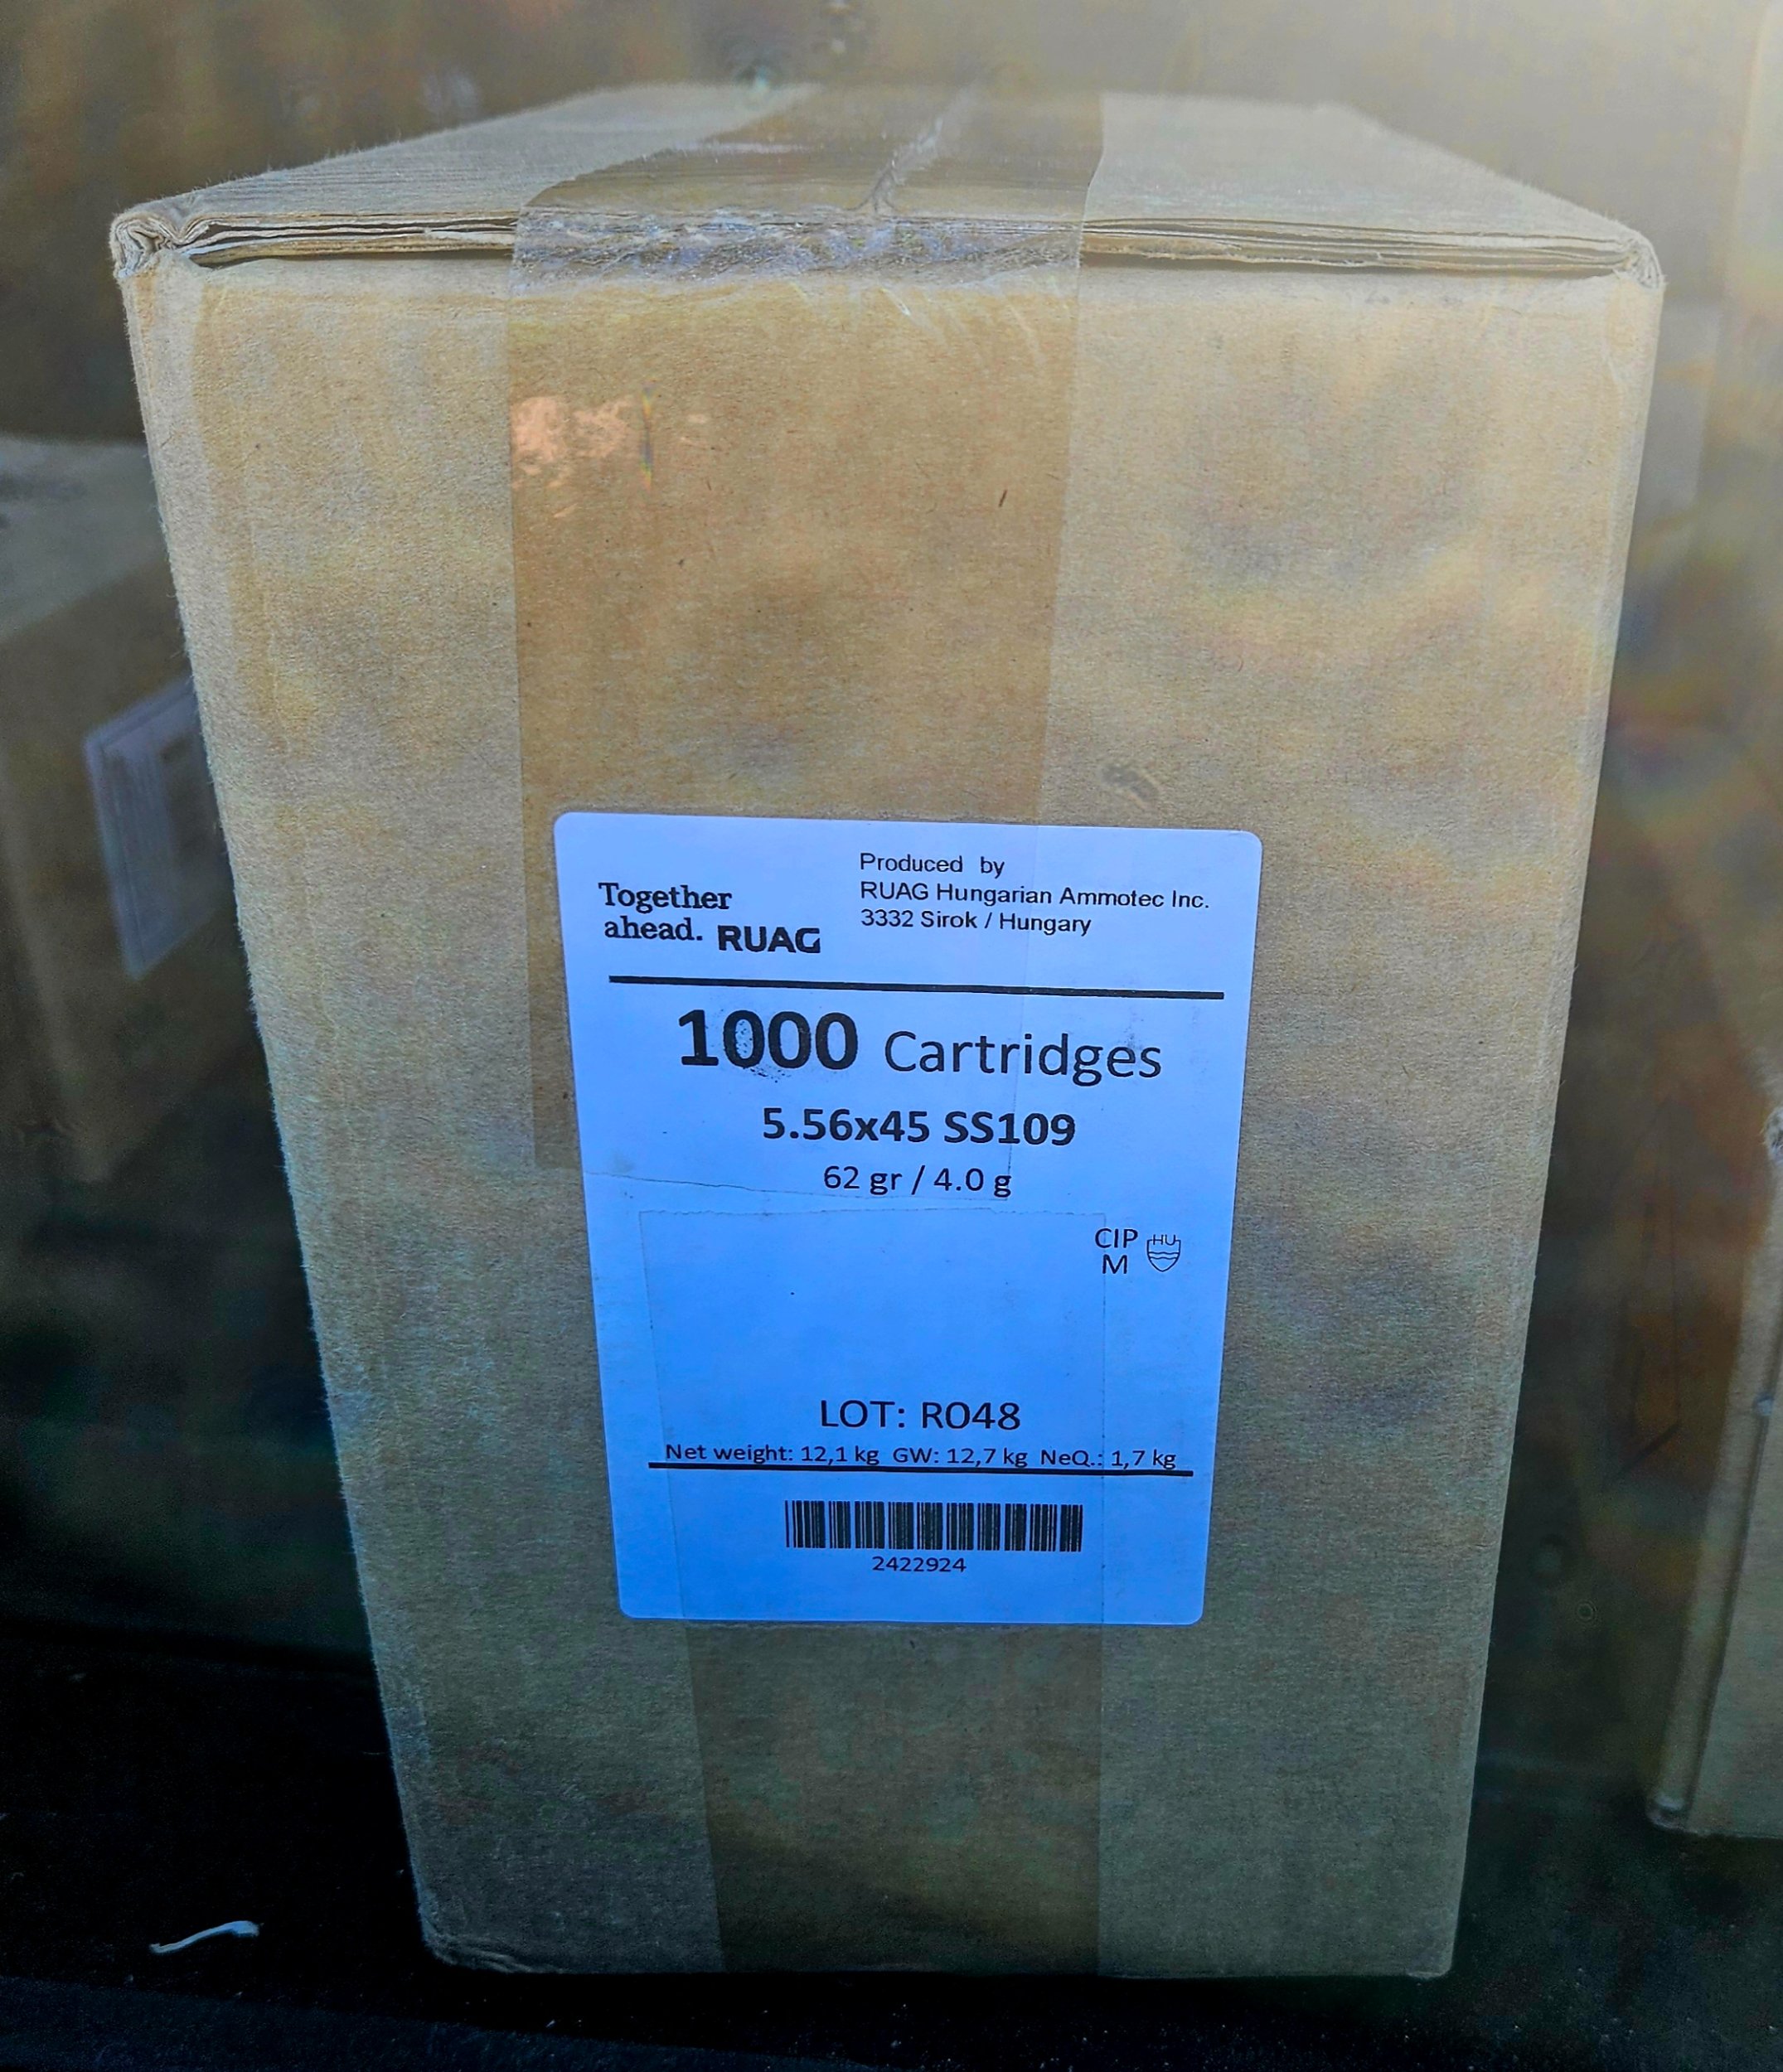 Together
ahead. RUAG
Produced by
RUAG Hungarian Ammotec Inc.
3332 Sirok / Hungary
1000 Cartridges
5.56x45 SS109
62 gr / 4.0 g
CIP HU
M
LOT: RO48
Net weight: 12,1 kg GW: 12,7 kg NeQ.: 1,7 kg
2422924